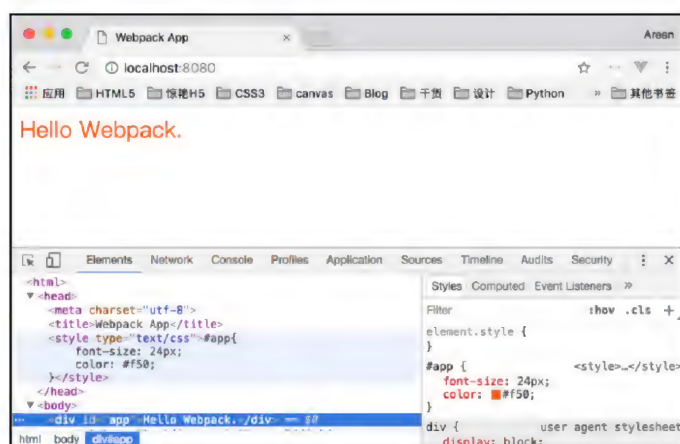 Webpack App × Arean
localhost:8080
应用 HTML5 惊艳H5 CSS3 canvas Blog 干货 设计 Python » 其他书签
Hello Webpack.
Elements Network Console Profiles Application Sources Timeline Audits Security
<html>
▼<head>
<meta charset="utf-8">
<title>Webpack App</title>
<style type="text/css">#app{
font-size: 24px;
color: #f50;
}</style>
</head>
▼<body>
<div id="app">Hello Webpack.</div> == $0
html body div#app
Styles Computed Event Listeners »
Filter :hov .cls +
element.style {
}
#app { <style>…</style>
font-size: 24px;
color: #f50;
}
div { user agent stylesheet
display: block;